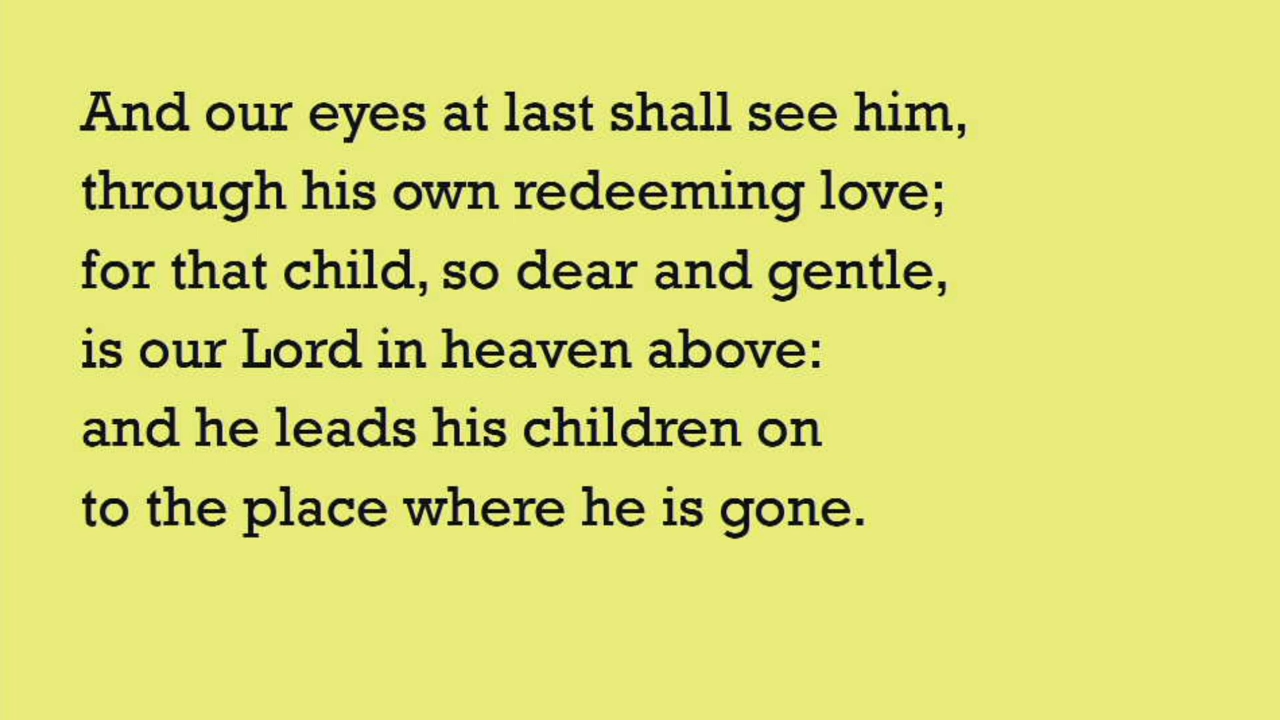 And our eyes at last shall see him,
through his own redeeming love;
for that child, so dear and gentle,
is our Lord in heaven above:
and he leads his children on
to the place where he is gone.